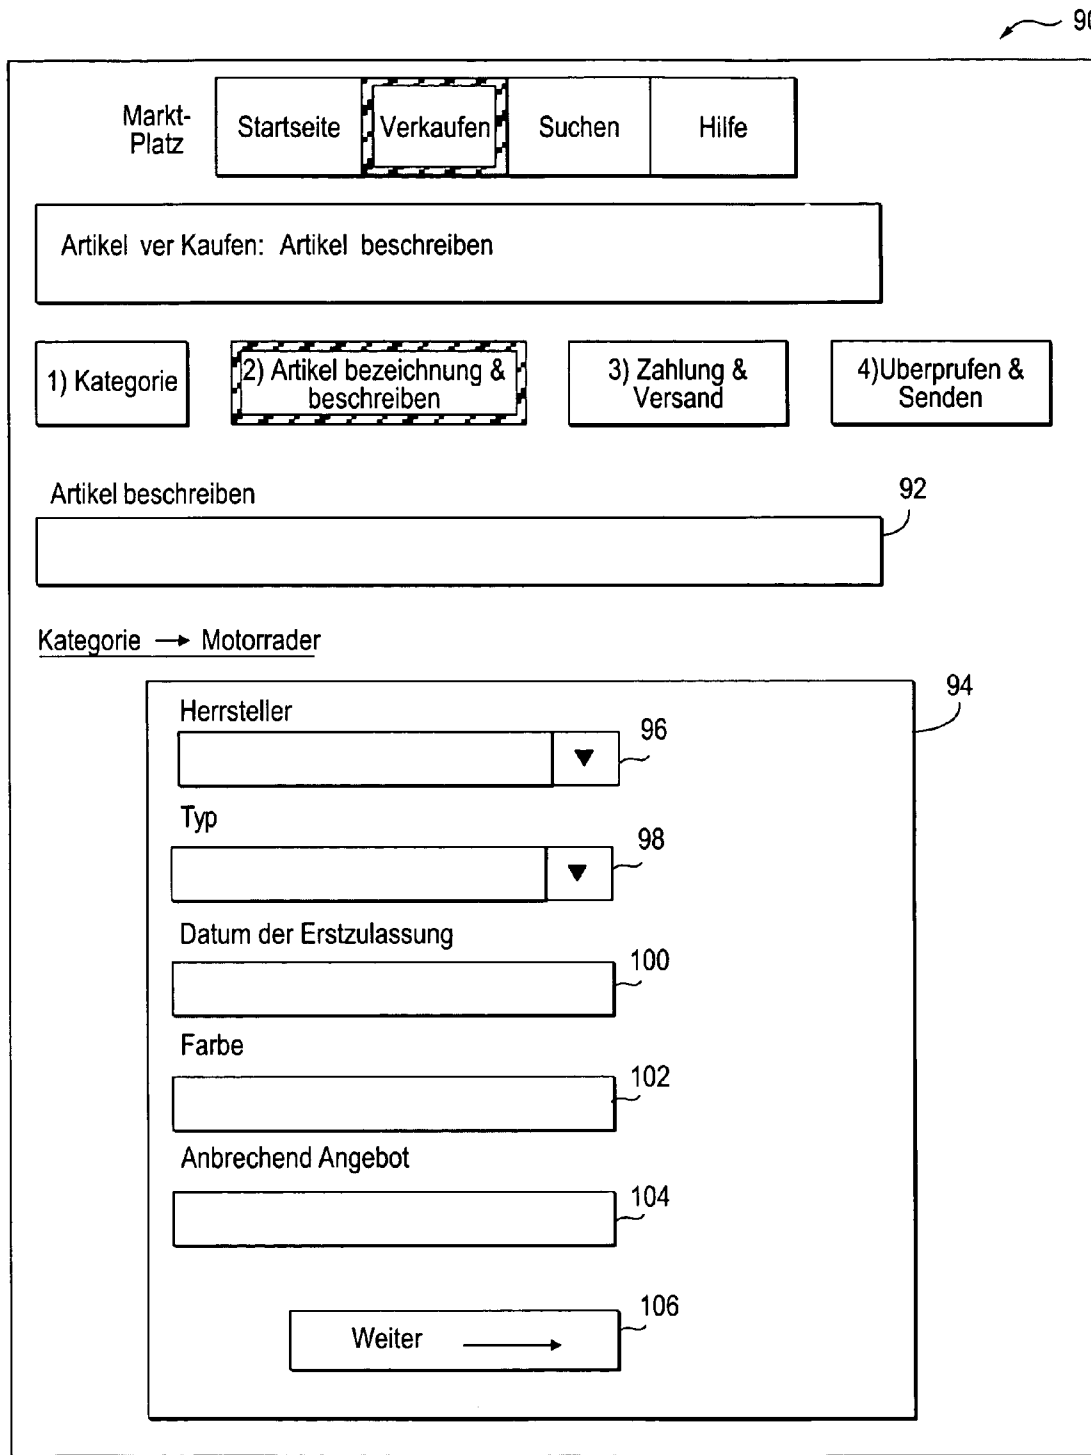 90
Markt-
Platz
Startseite
Verkaufen
Suchen
Hilfe
Artikel ver Kaufen: Artikel beschreiben
1) Kategorie
2) Artikel bezeichnung &
beschreiben
3) Zahlung &
Versand
4)Uberprufen &
Senden
Artikel beschreiben
92
Kategorie → Motorrader
94
Herrsteller
96
Typ
98
Datum der Erstzulassung
100
Farbe
102
Anbrechend Angebot
104
Weiter →
106